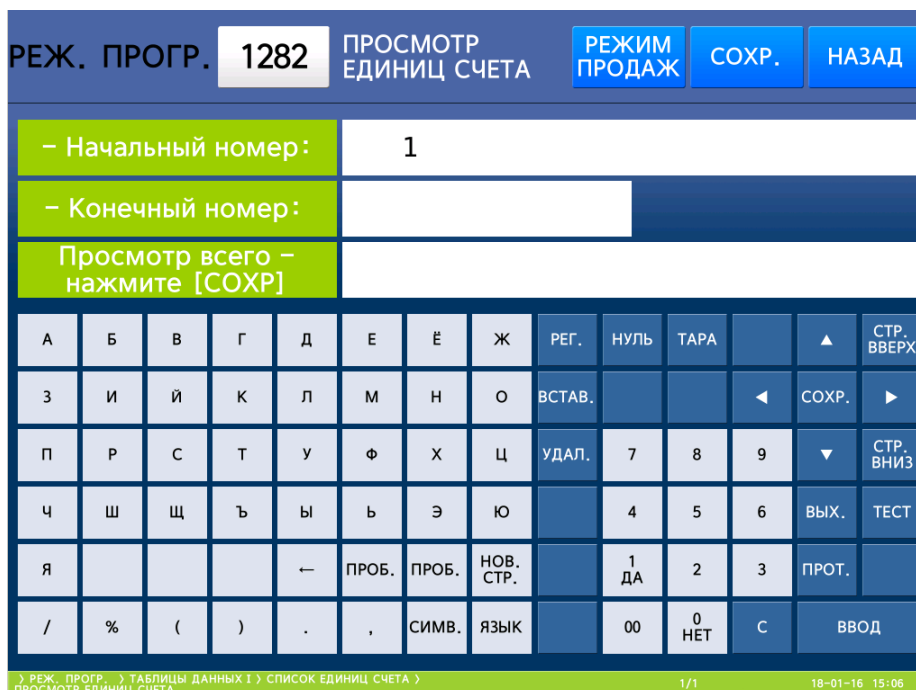 РЕЖ. ПРОГР. 1282 ПРОСМОТР ЕДИНИЦ СЧЕТА РЕЖИМ ПРОДАЖ СОХР. НАЗАД
– Начальный номер: 1
– Конечный номер:
Просмотр всего –
нажмите [СОХР]
А Б В Г Д Е Ё Ж РЕГ. НУЛЬ ТАРА ▲ СТР. ВВЕРХ
З И Й К Л М Н О ВСТАВ. ◀ СОХР. ▶
П Р С Т У Ф Х Ц УДАЛ. 7 8 9 ▼ СТР. ВНИЗ
Ч Ш Щ Ъ Ы Ь Э Ю 4 5 6 ВЫХ. ТЕСТ
Я ← ПРОБ. ПРОБ. НОВ. СТР. 1 ДА 2 3 ПРОТ.
/ % ( ) . , СИМВ. ЯЗЫК 00 0 НЕТ С ВВОД
> РЕЖ. ПРОГР. > ТАБЛИЦЫ ДАННЫХ I > СПИСОК ЕДИНИЦ СЧЕТА > 1/1 18-01-16 15:06
ПРОСМОТР ЕДИНИЦ СЧЕТА